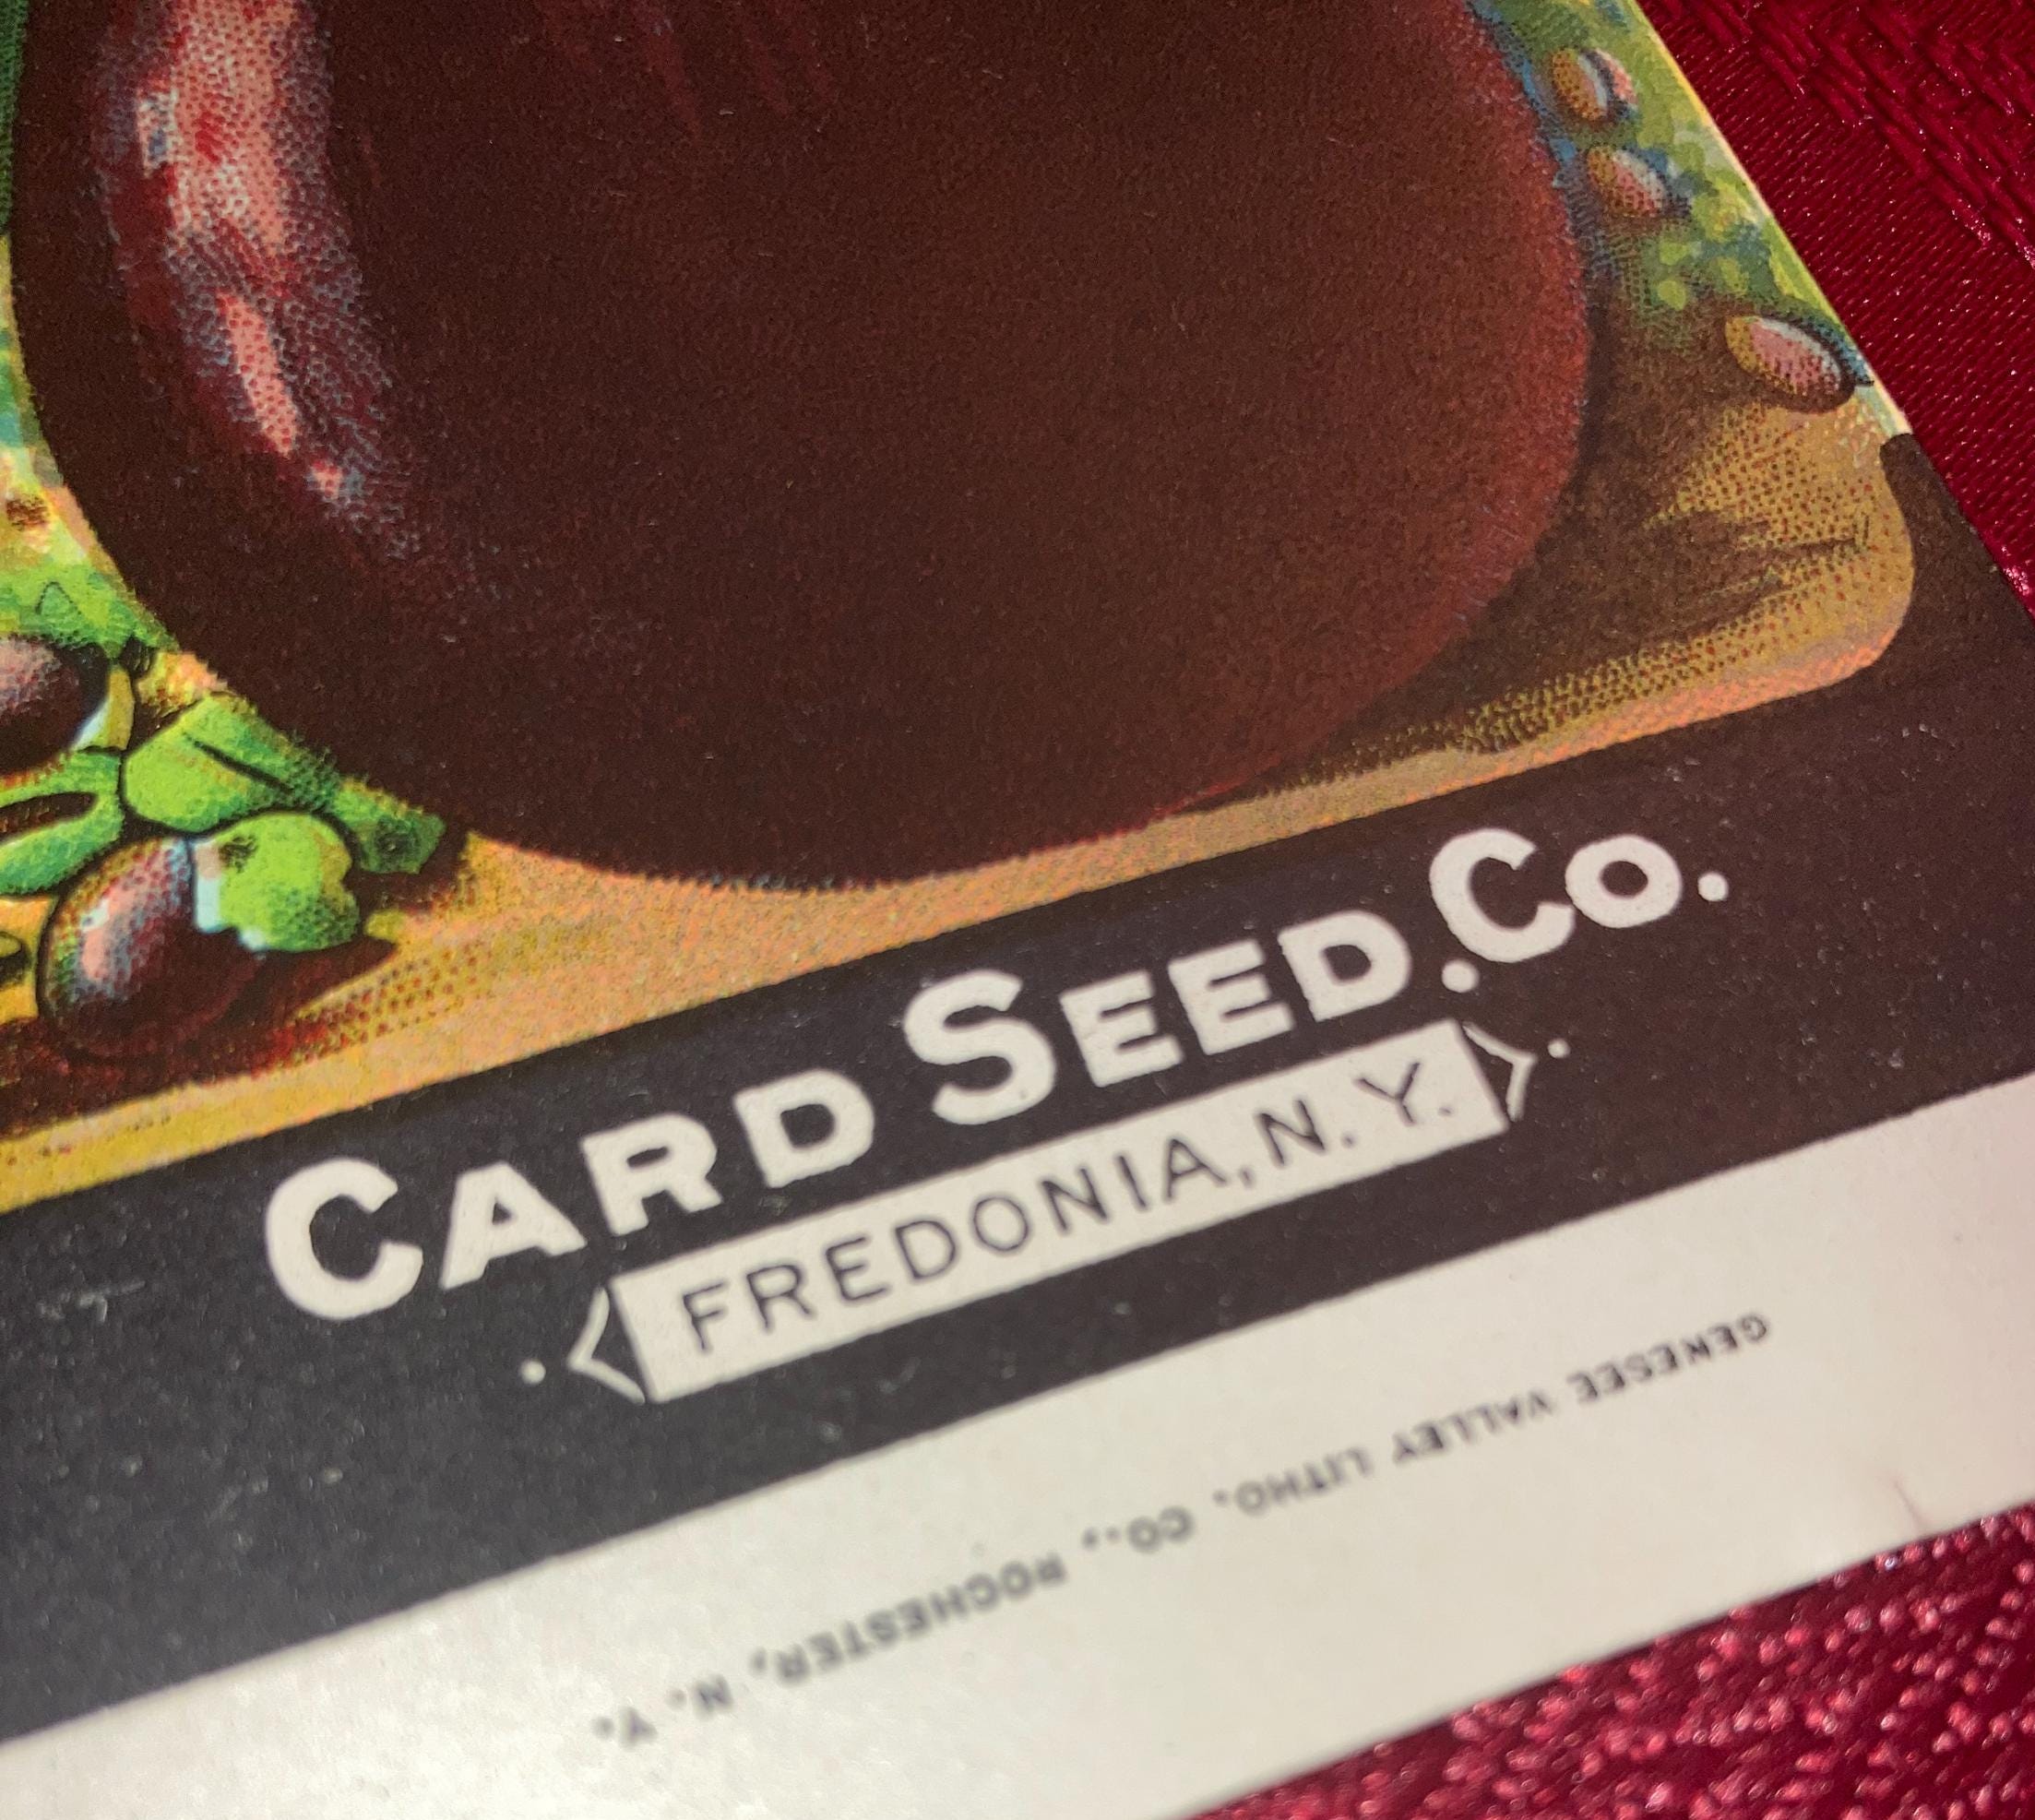 CARD SEED CO.
FREDONIA, N. Y.
GENESEE VALLEY LITHO. CO., ROCHESTER, N. Y.